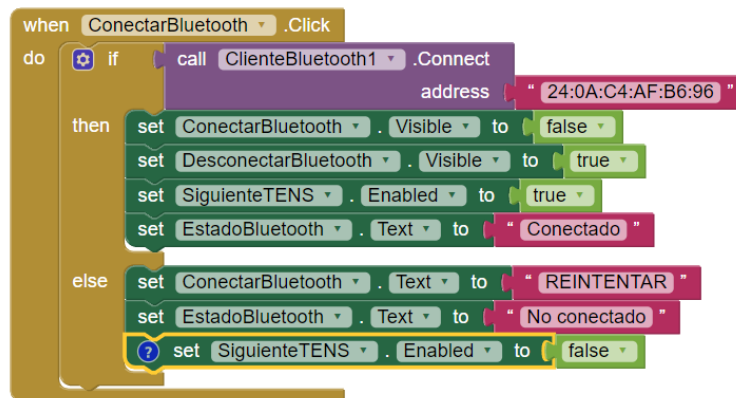 when ConectarBluetooth .Click
do if call ClienteBluetooth1 .Connect
address " 24:0A:C4:AF:B6:96 "
then set ConectarBluetooth . Visible to false
set DesconectarBluetooth . Visible to true
set SiguienteTENS . Enabled to true
set EstadoBluetooth . Text to " Conectado "
else set ConectarBluetooth . Text to " REINTENTAR "
set EstadoBluetooth . Text to " No conectado "
? set SiguienteTENS . Enabled to false